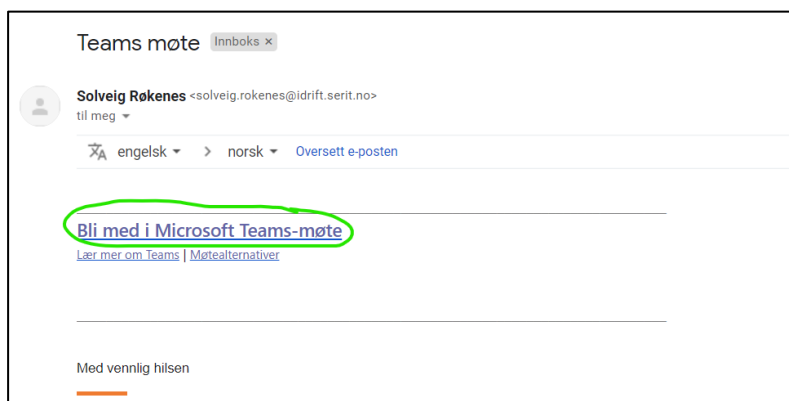 Teams møte Innboks ×
Solveig Røkenes <solveig.rokenes@idrift.serit.no>
til meg
engelsk > norsk Oversett e-posten
Bli med i Microsoft Teams-møte
Lær mer om Teams | Møtealternativer
Med vennlig hilsen